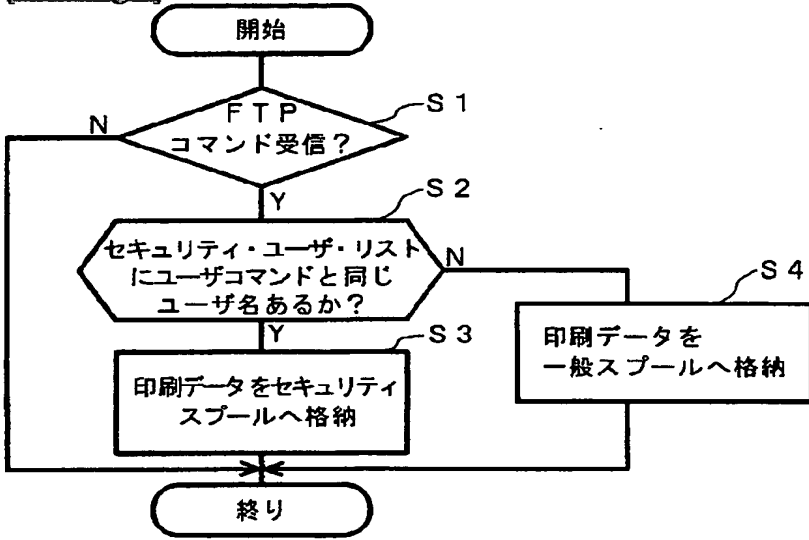 開始
FTP
コマンド受信？
S1
N
Y
S2
セキュリティ・ユーザ・リスト
にユーザコマンドと同じ
ユーザ名あるか？
N
Y
S3
印刷データをセキュリティ
スプールへ格納
S4
印刷データを
一般スプールへ格納
終り